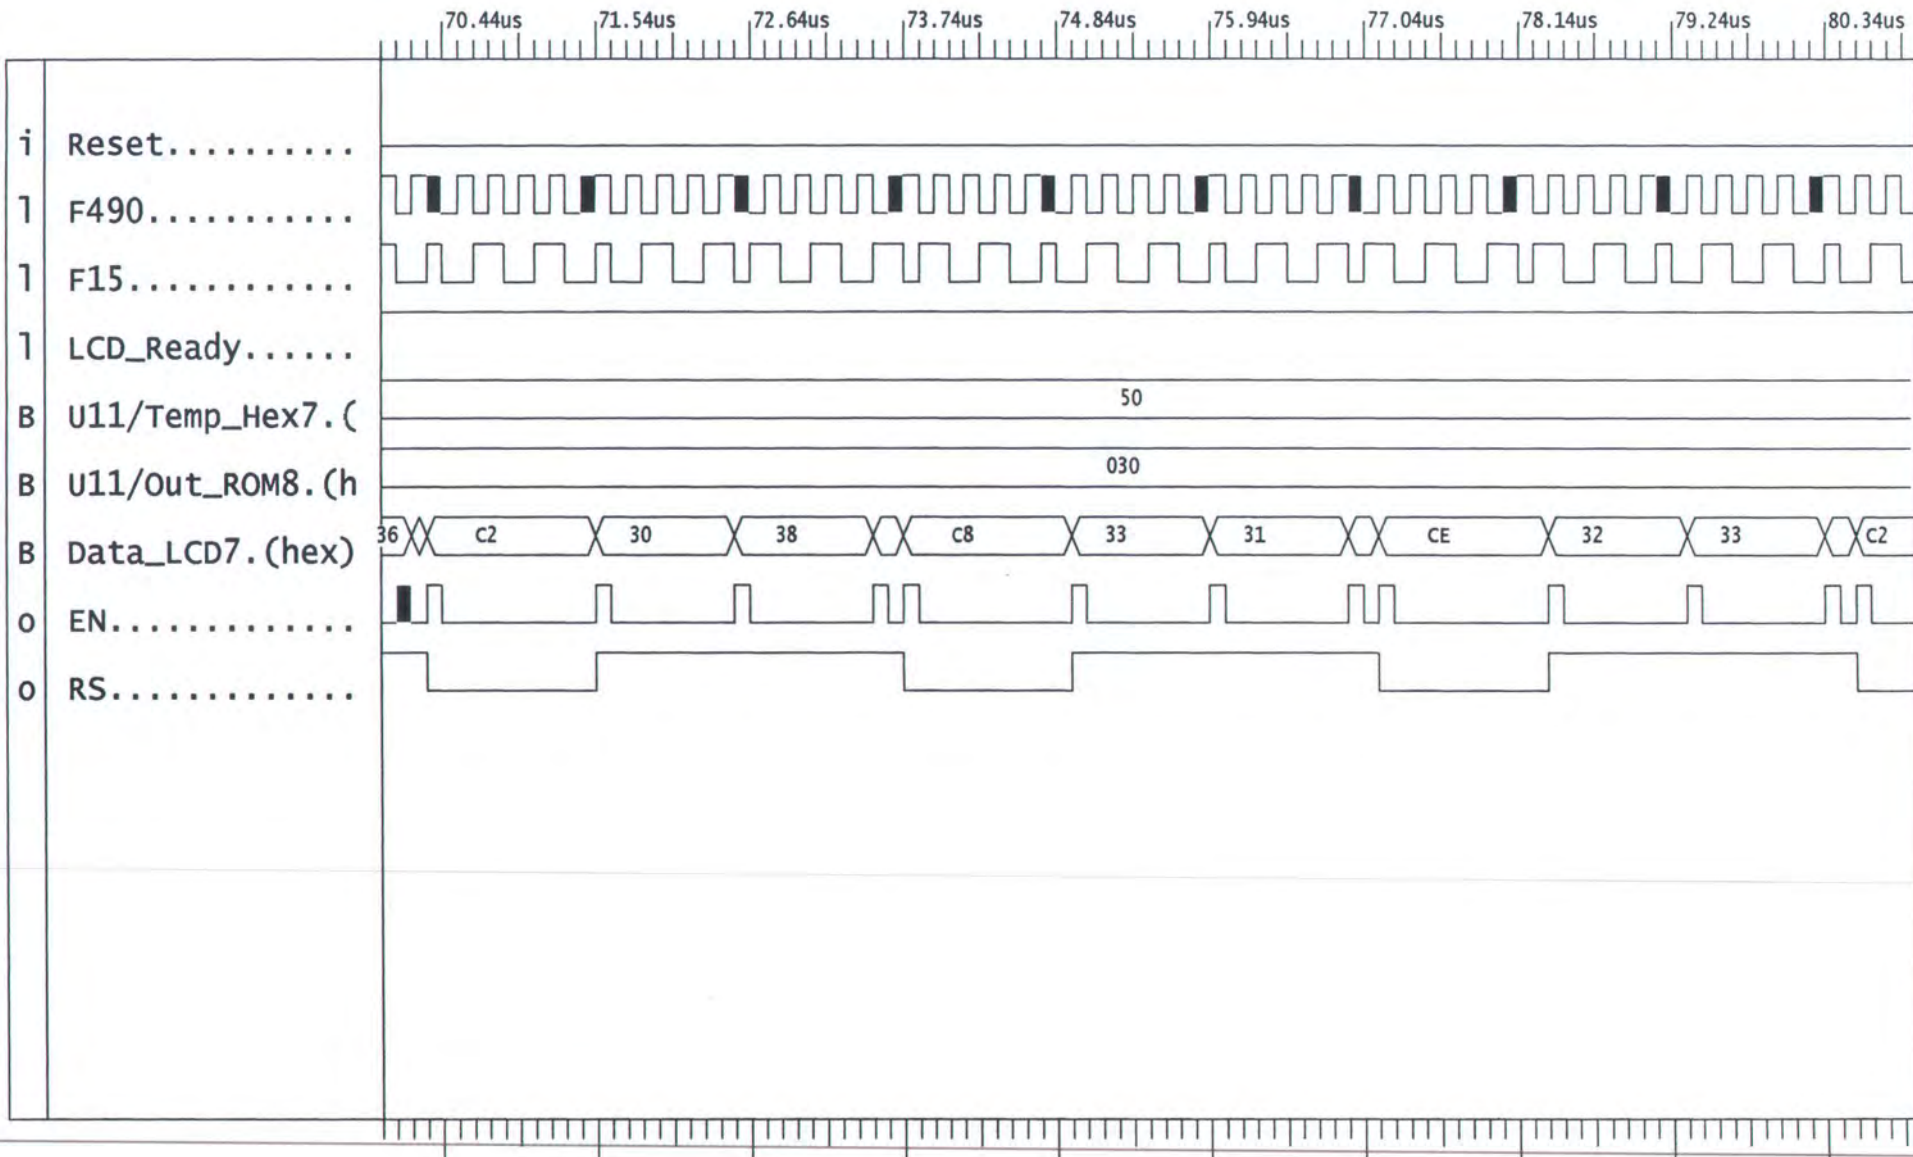 70.44us 71.54us 72.64us 73.74us 74.84us 75.94us 77.04us 78.14us 79.24us 80.34us
i Reset..........
l F490...........
l F15............
l LCD_Ready......
B U11/Temp_Hex7.( 50
B U11/Out_ROM8.(h 030
B Data_LCD7.(hex) 36 C2 30 38 C8 33 31 CE 32 33 C2
o EN.............
o RS.............